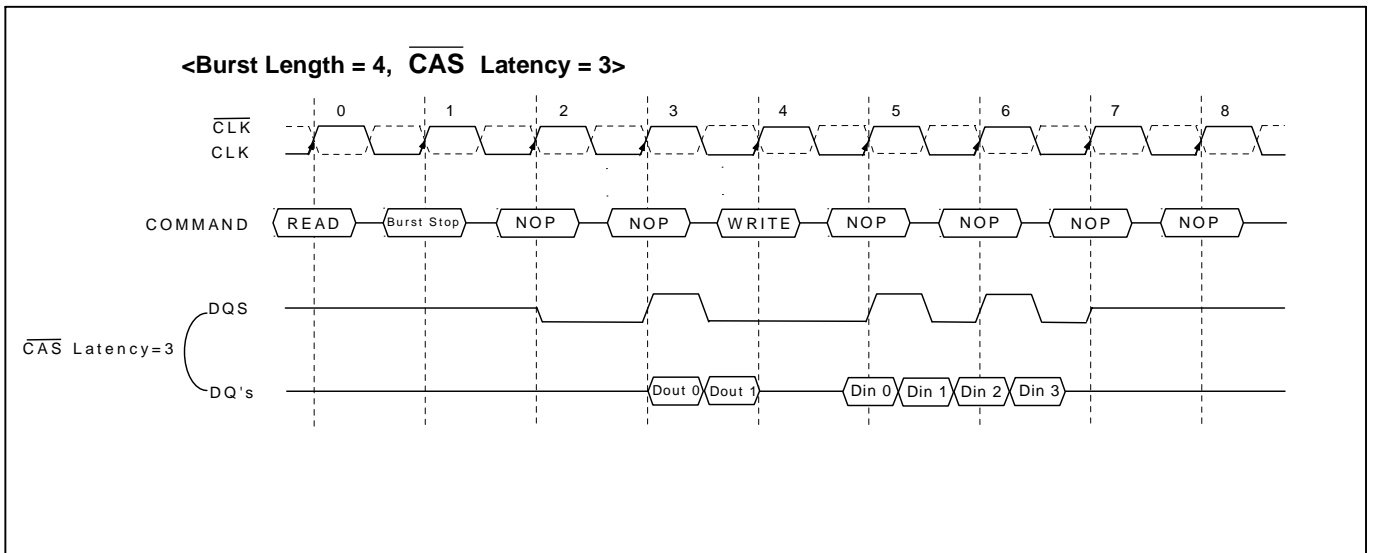 <Burst Length = 4, CAS Latency = 3>
0 1 2 3 4 5 6 7 8
CLK
CLK
COMMAND READ Burst Stop NOP NOP WRITE NOP NOP NOP NOP
DQS
CAS Latency=3
DQ's Dout 0 Dout 1 Din 0 Din 1 Din 2 Din 3